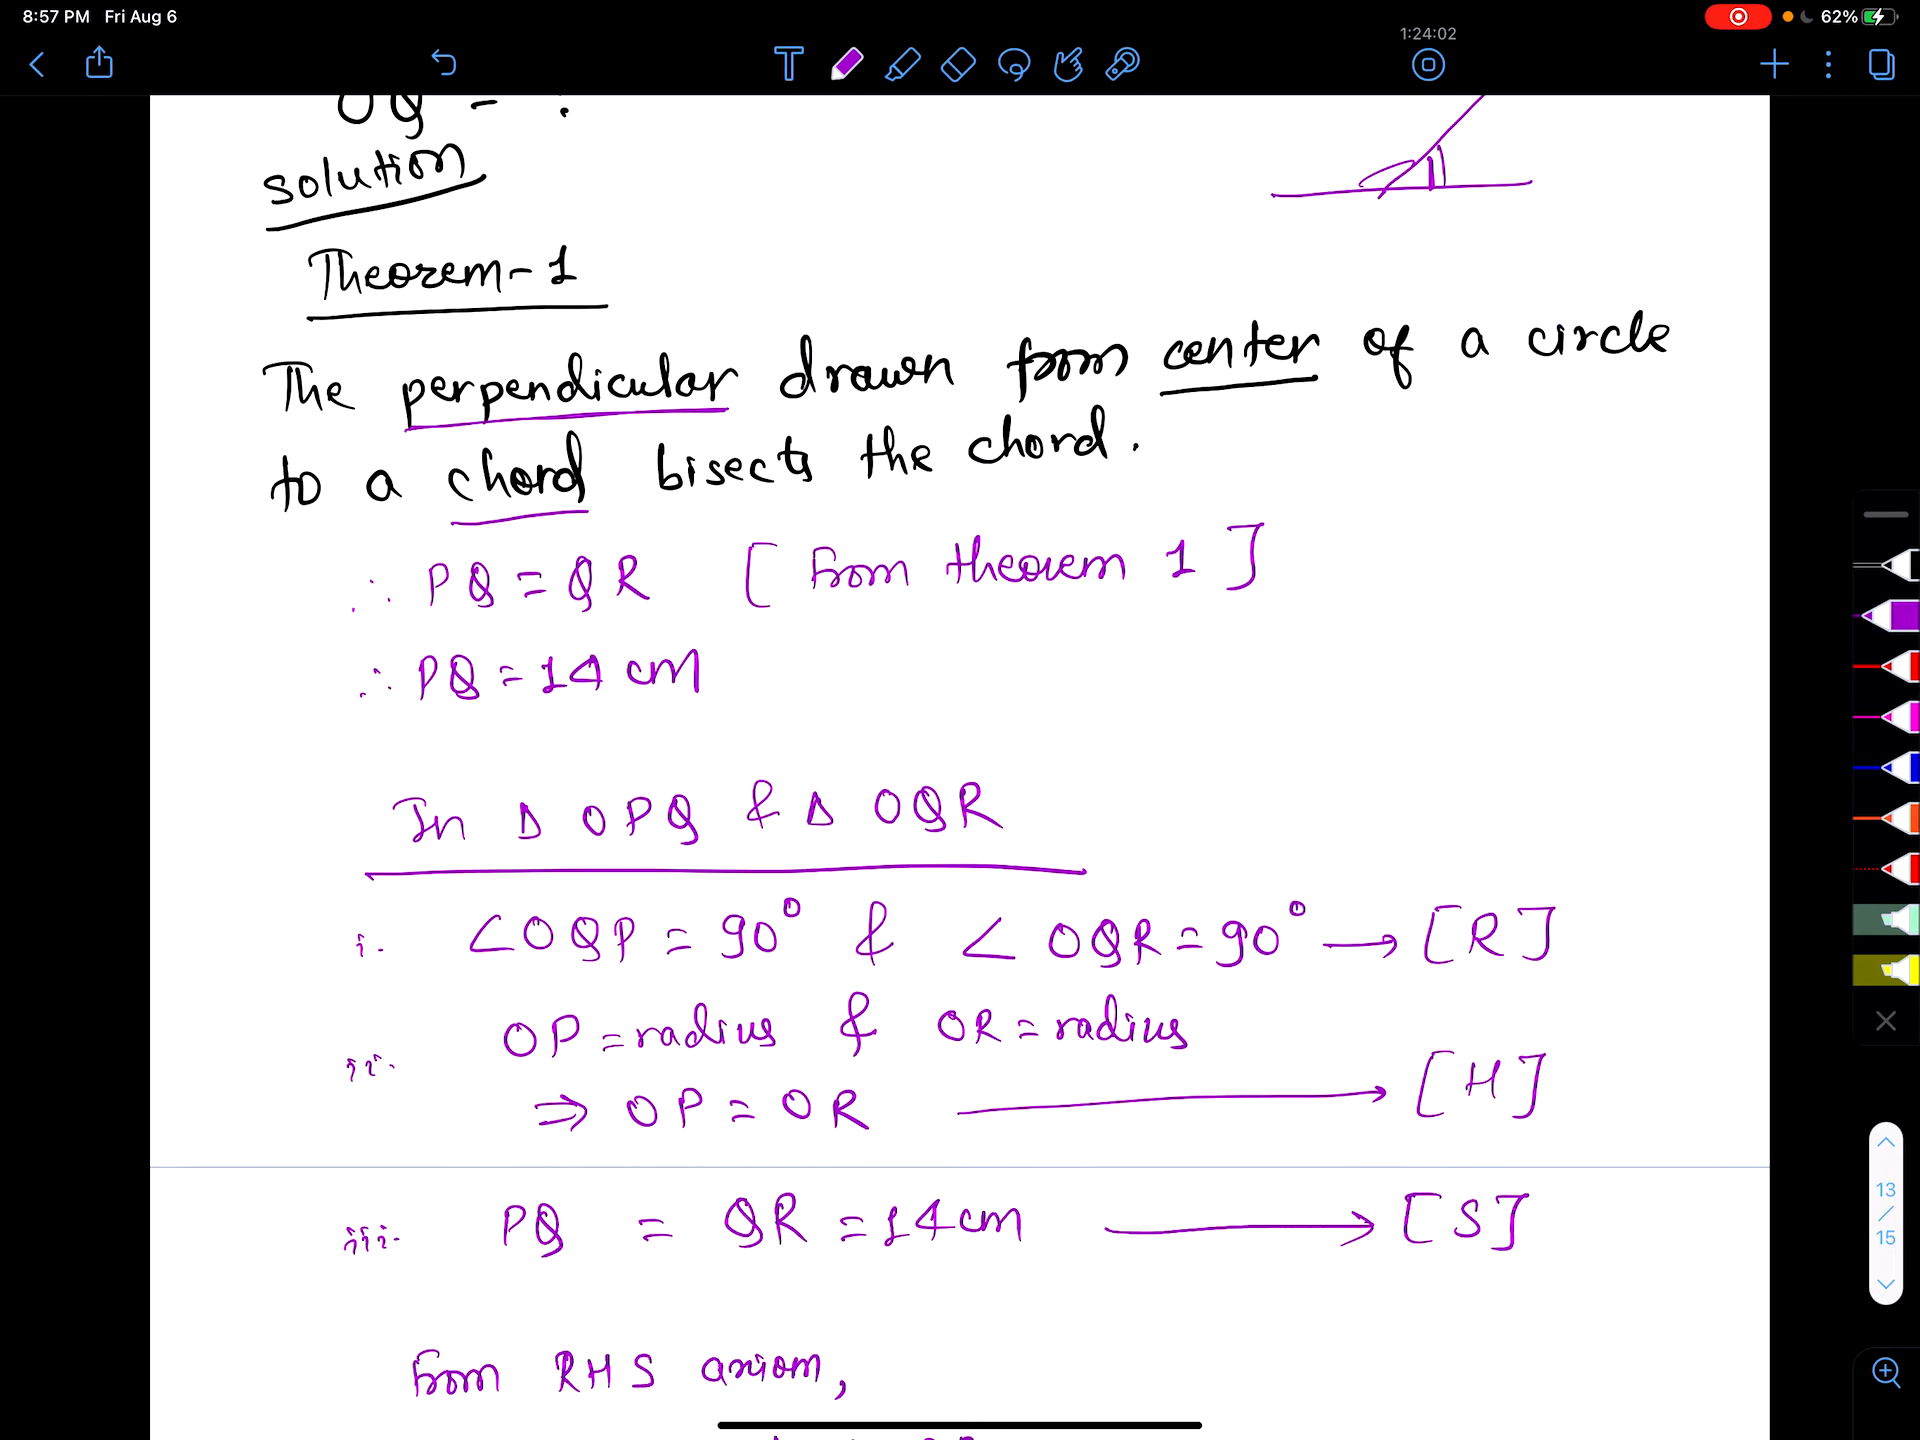 8:57 PM Fri Aug 6
62%
1:24:02
T
OQ = ?
solution
Theorem-1
The perpendicular drawn from center of a circle
to a chord bisects the chord.
∴ PQ = QR [ from theorem 1 ]
∴ PQ = 14 cm
In Δ OPQ & Δ OQR
i. ∠OQP = 90° & ∠ OQR = 90° → [R]
ii. OP = radius & OR = radius
⇒ OP = OR → [H]
iii. PQ = QR = 14 cm → [S]
from RHS axiom,
13
/
15